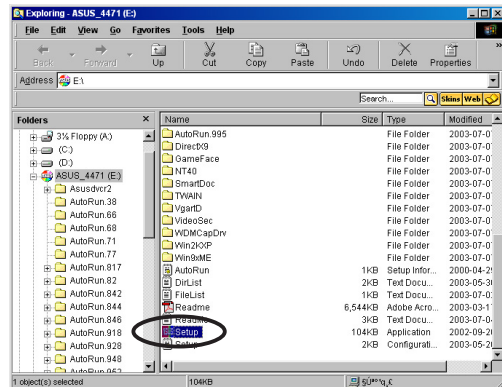 Exploring - ASUS_4471 (E:)
File Edit View Go Favorites Tools Help
Back Forward Up Cut Copy Paste Undo Delete Properties »
Address E:\
Search... Skins Web
Folders ×
3½ Floppy (A:)
(C:)
(D:)
ASUS_4471 (E:)
Asusdvcr2
AutoRun.38
AutoRun.66
AutoRun.68
AutoRun.71
AutoRun.77
AutoRun.817
AutoRun.82
AutoRun.842
AutoRun.844
AutoRun.846
AutoRun.918
AutoRun.928
AutoRun.948
AutoRun.952
Name Size Type Modified
AutoRun.995 File Folder 2003-07-0
DirectX9 File Folder 2003-07-0
GameFace File Folder 2003-07-0
NT40 File Folder 2003-07-0
SmartDoc File Folder 2003-07-0
TWAIN File Folder 2003-07-0
VgartD File Folder 2003-07-0
VideoSec File Folder 2003-07-0
WDMCapDrv File Folder 2003-07-0
Win2KXP File Folder 2003-07-0
Win9xME File Folder 2003-07-0
AutoRun 1KB Setup Infor... 2000-04-2
DirList 2KB Text Docu... 2003-05-3
FileList 1KB Text Docu... 2003-07-0
Readme 6,544KB Adobe Acro... 2003-03-1
Readme 3KB Text Docu... 2003-07-0
Setup 104KB Application 2002-09-2
Setup 2KB Configurati... 2003-05-2
1 object(s) selected 104KB